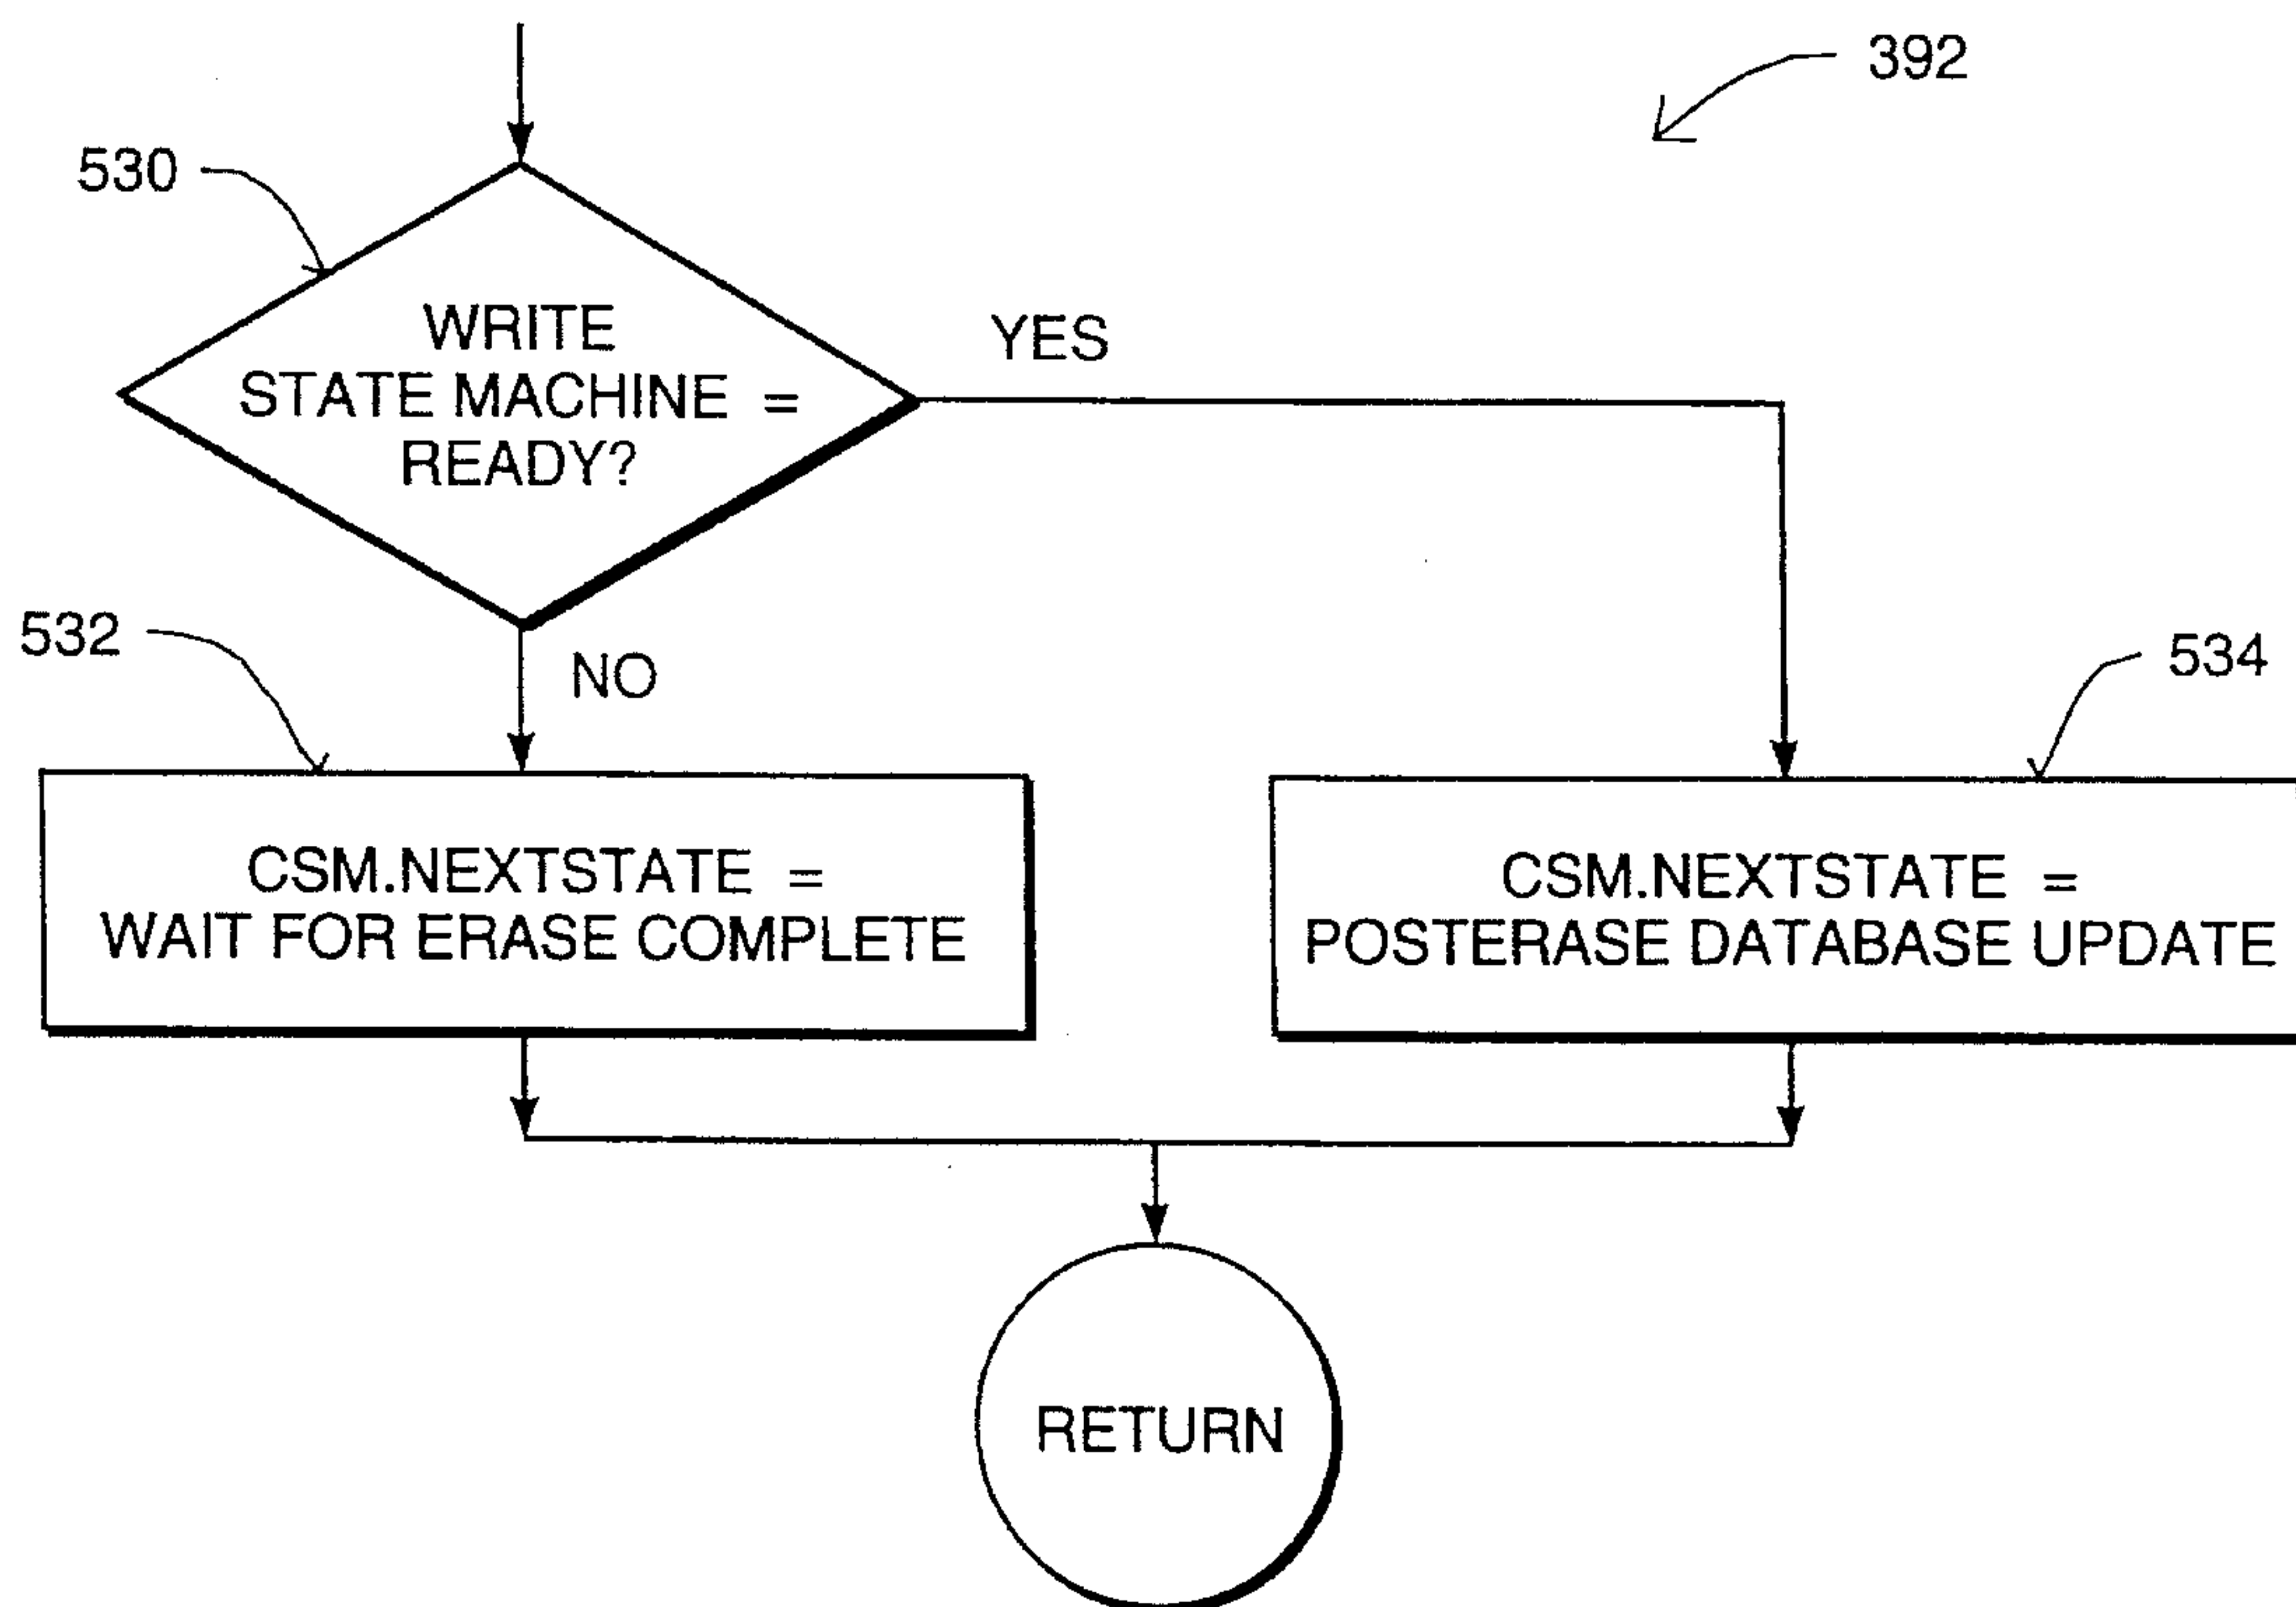 392
530
WRITE
STATE MACHINE =
READY?
YES
532
NO
534
CSM.NEXTSTATE =
WAIT FOR ERASE COMPLETE
CSM.NEXTSTATE =
POSTERASE DATABASE UPDATE
RETURN